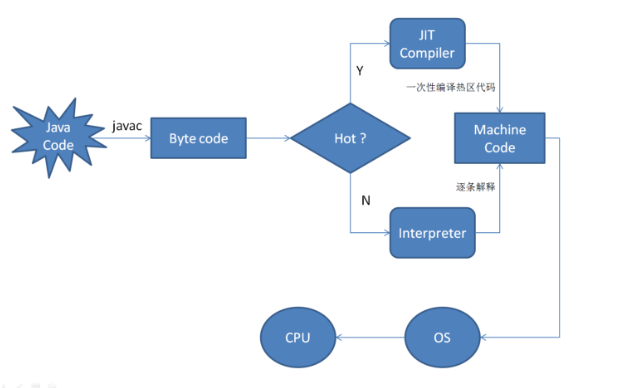 JIT
Compiler
Y
一次性编译热区代码
Java
Code
javac
Byte code
Hot ?
Machine
Code
逐条解释
N
Interpreter
CPU
OS